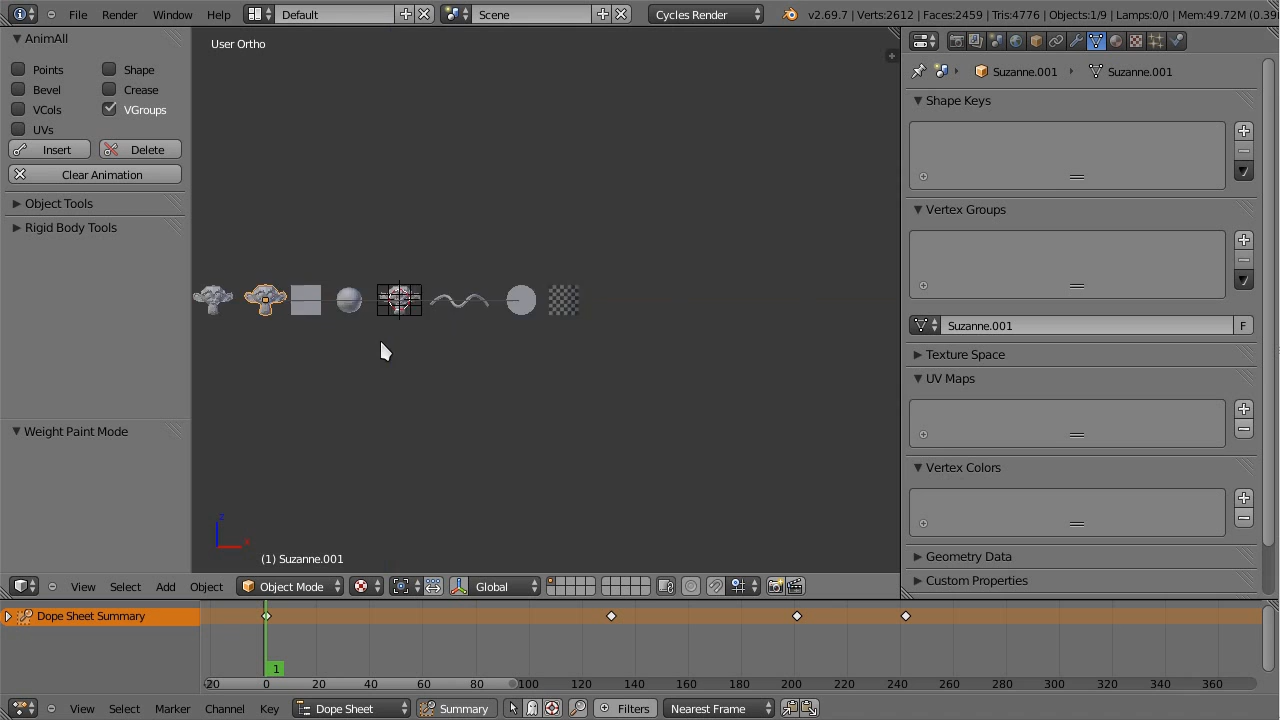 File Render Window Help Default Scene Cycles Render v2.69.7 | Verts:2612 | Faces:2459 | Tris:4776 | Objects:1/9 | Lamps:0/0 | Mem:49.72M
AnimAll
Points Shape
Bevel Crease
VCols VGroups
UVs
Insert Delete
Clear Animation
Object Tools
Rigid Body Tools
Weight Paint Mode
User Ortho
z
x
(1) Suzanne.001
View Select Add Object Object Mode Global
Suzanne.001 Suzanne.001
Shape Keys
Vertex Groups
Suzanne.001 F
Texture Space
UV Maps
Vertex Colors
Geometry Data
Custom Properties
Dope Sheet Summary
1
-20 0 20 40 60 80 100 120 140 160 180 200 220 240 260 280 300 320 340 360
View Select Marker Channel Key Dope Sheet Summary Filters Nearest Frame